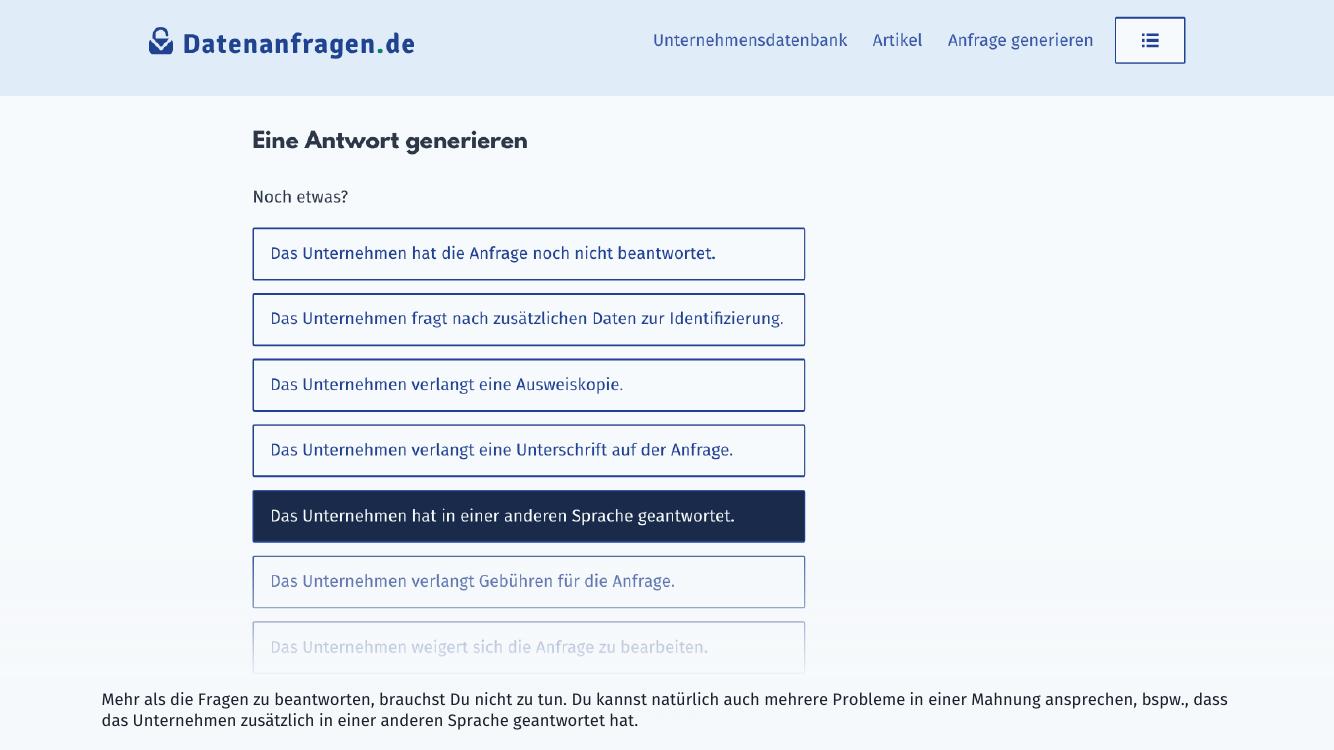 Datenanfragen.de
Unternehmensdatenbank Artikel Anfrage generieren
Eine Antwort generieren
Noch etwas?
Das Unternehmen hat die Anfrage noch nicht beantwortet.
Das Unternehmen fragt nach zusätzlichen Daten zur Identifizierung.
Das Unternehmen verlangt eine Ausweiskopie.
Das Unternehmen verlangt eine Unterschrift auf der Anfrage.
Das Unternehmen hat in einer anderen Sprache geantwortet.
Das Unternehmen verlangt Gebühren für die Anfrage.
Das Unternehmen weigert sich die Anfrage zu bearbeiten.
Mehr als die Fragen zu beantworten, brauchst Du nicht zu tun. Du kannst natürlich auch mehrere Probleme in einer Mahnung ansprechen, bspw., dass
das Unternehmen zusätzlich in einer anderen Sprache geantwortet hat.